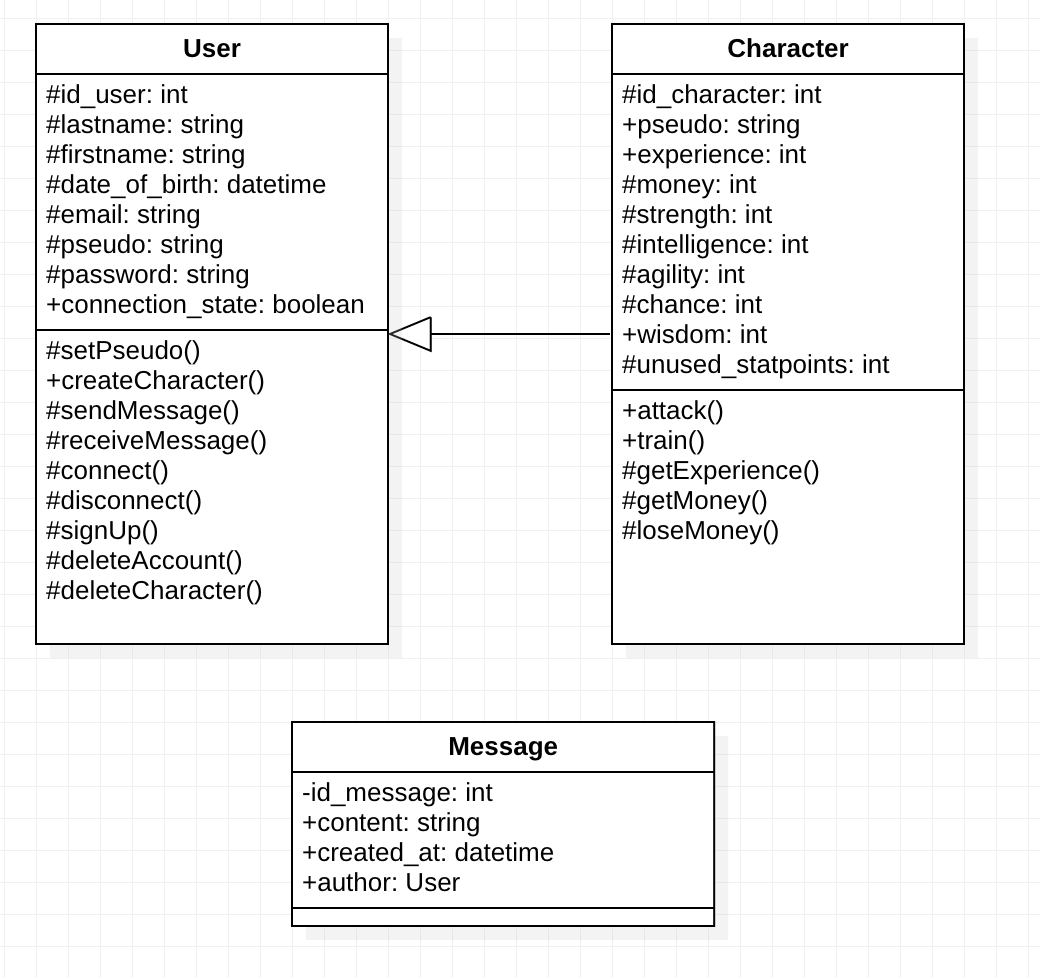 User
#id_user: int
#lastname: string
#firstname: string
#date_of_birth: datetime
#email: string
#pseudo: string
#password: string
+connection_state: boolean
#setPseudo()
+createCharacter()
#sendMessage()
#receiveMessage()
#connect()
#disconnect()
#signUp()
#deleteAccount()
#deleteCharacter()
Character
#id_character: int
+pseudo: string
+experience: int
#money: int
#strength: int
#intelligence: int
#agility: int
#chance: int
+wisdom: int
#unused_statpoints: int
+attack()
+train()
#getExperience()
#getMoney()
#loseMoney()
Message
-id_message: int
+content: string
+created_at: datetime
+author: User